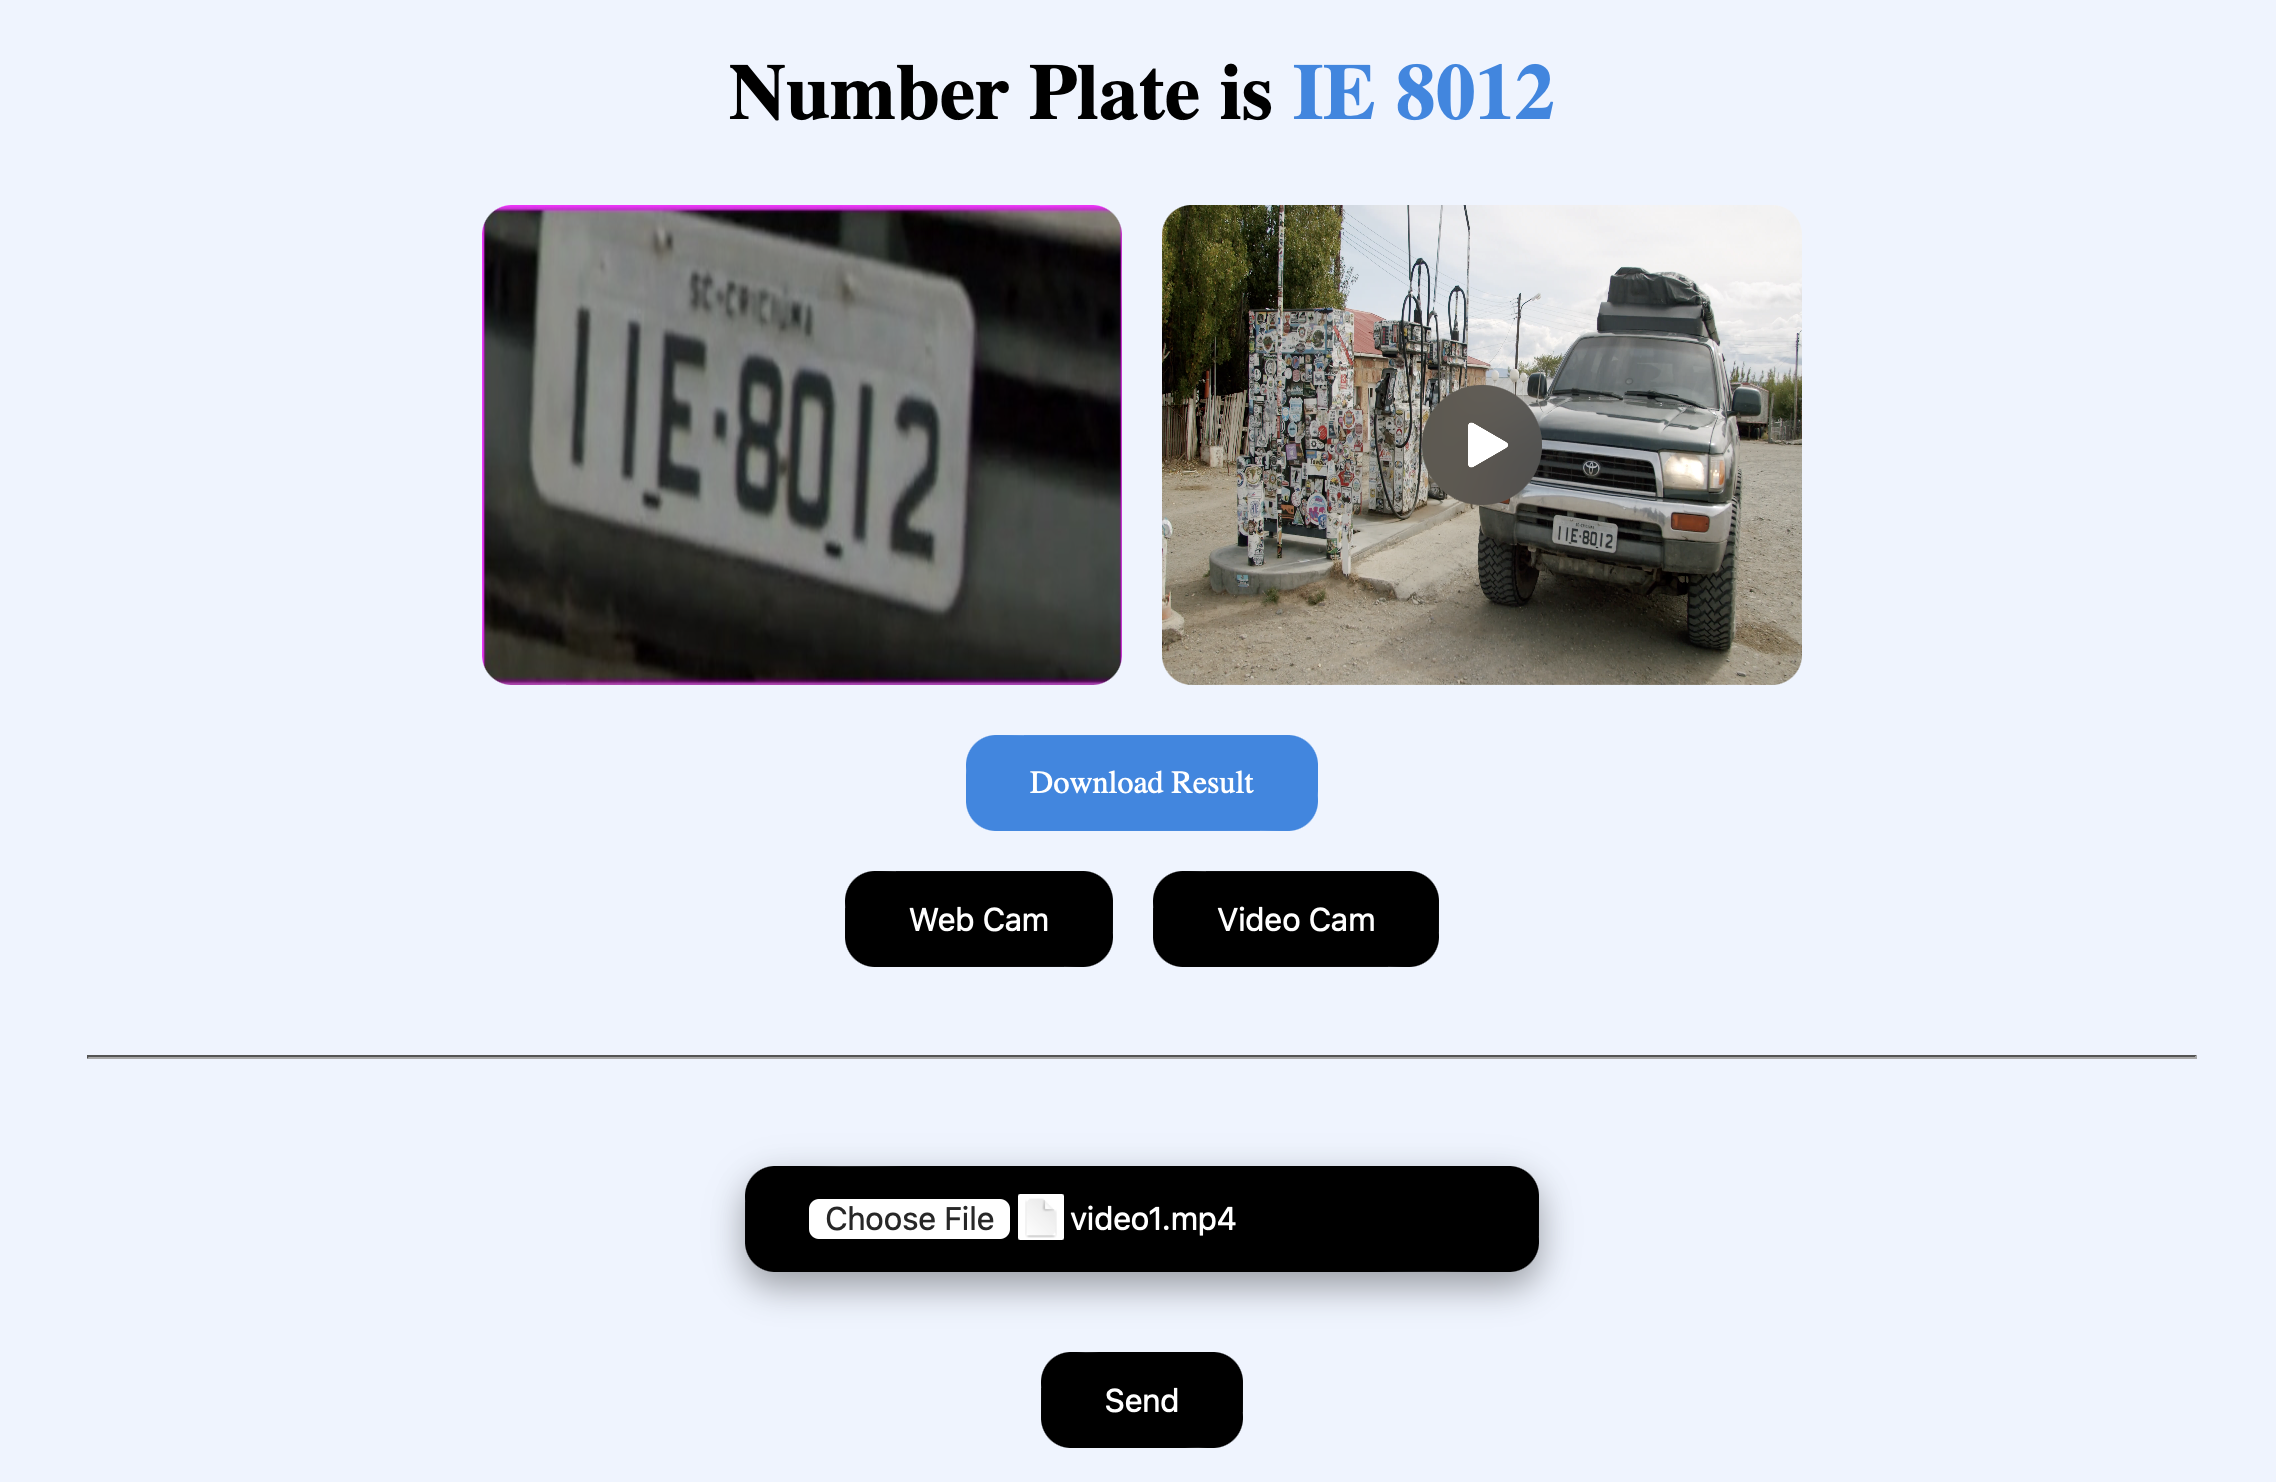 Number Plate is IE 8012
SC-CRICIUMA
IIE·8012
IIE·8012
Download Result
Web Cam
Video Cam
Choose File video1.mp4
Send